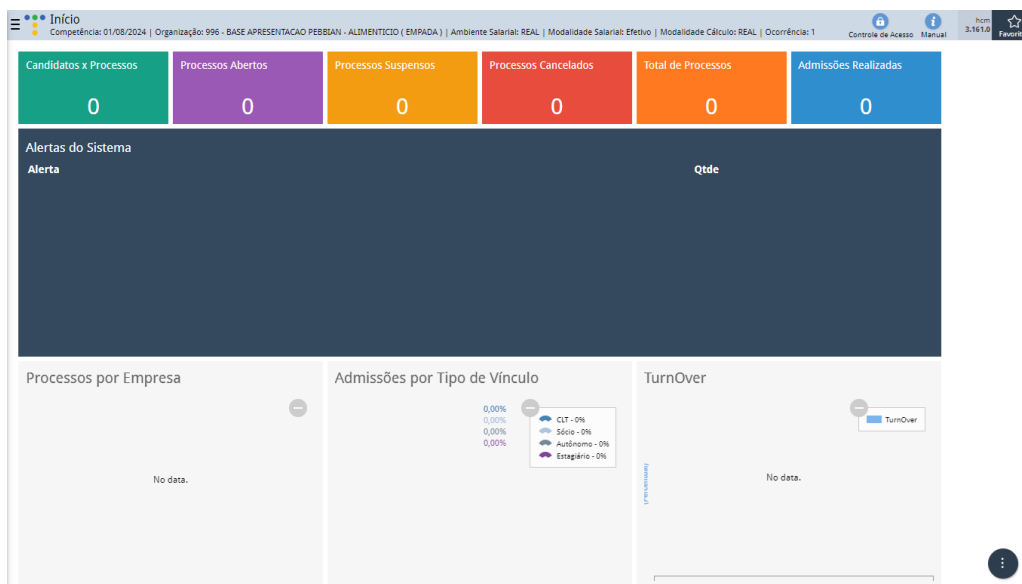 Início
Competência: 01/08/2024 | Organização: 996 - BASE APRESENTACAO PEBBIAN - ALIMENTICIO ( EMPADA ) | Ambiente Salarial: REAL | Modalidade Salarial: Efetivo | Modalidade Cálculo: REAL | Ocorrência: 1
Controle de Acesso
Manual
hcm
3.161.0
Favorit
Candidatos x Processos
0
Processos Abertos
0
Processos Suspensos
0
Processos Cancelados
0
Total de Processos
0
Admissões Realizadas
0
Alertas do Sistema
Alerta Qtde
Processos por Empresa
No data.
Admissões por Tipo de Vínculo
0,00%
0,00%
0,00%
0,00%
CLT - 0%
Sócio - 0%
Autônomo - 0%
Estagiário - 0%
TurnOver
TurnOver
No data.